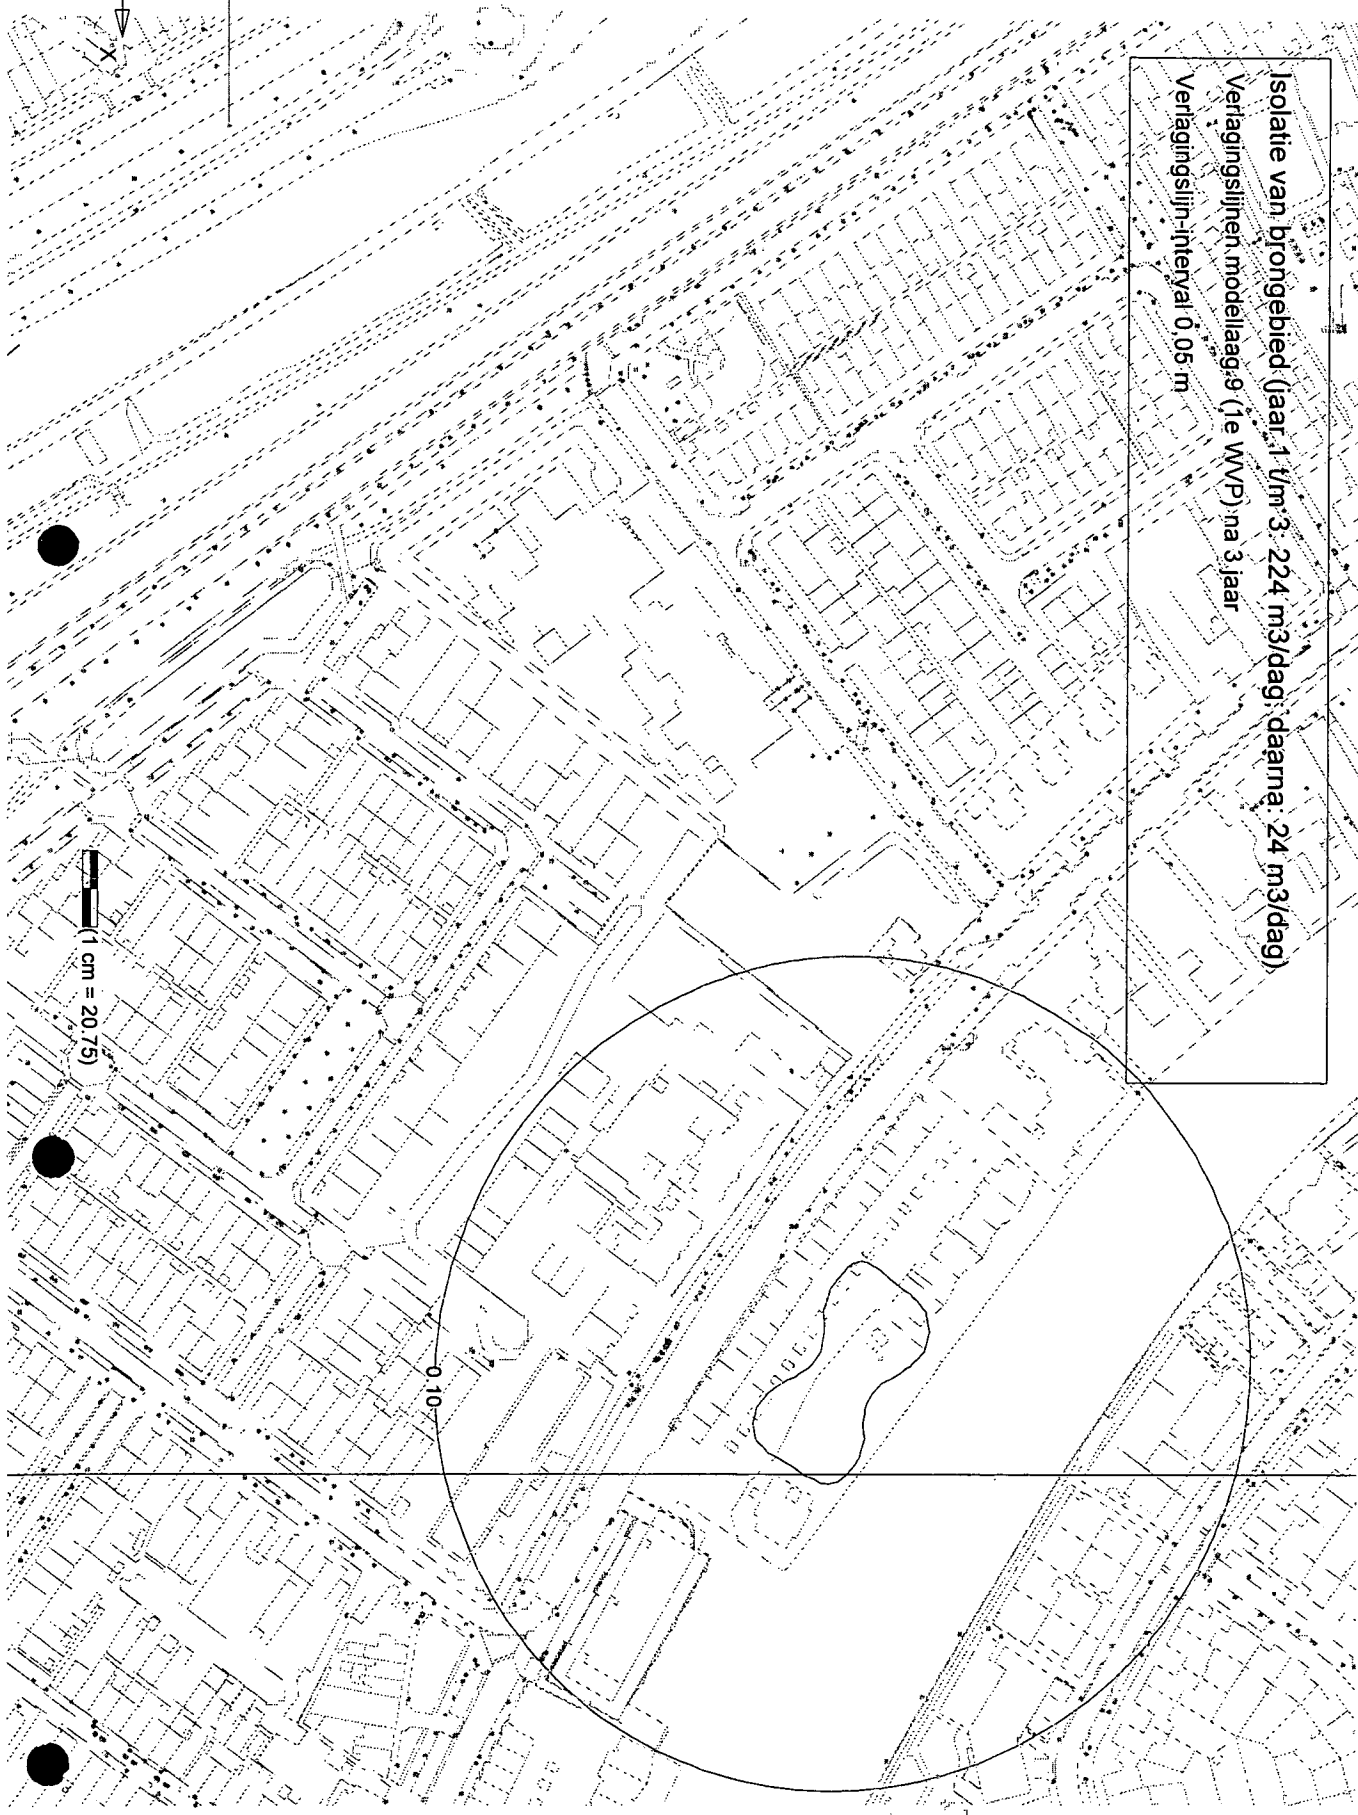 Isolatie van brongebied (jaar 1 t/m 3: 224 m3/dag; daarna: 24 m3/dag)
Verlagingslijnen modellaag 9 (1e WVP) na 3 jaar
Verlagingslijn-interval 0,05 m
X
0.10
(1 cm = 20.75)